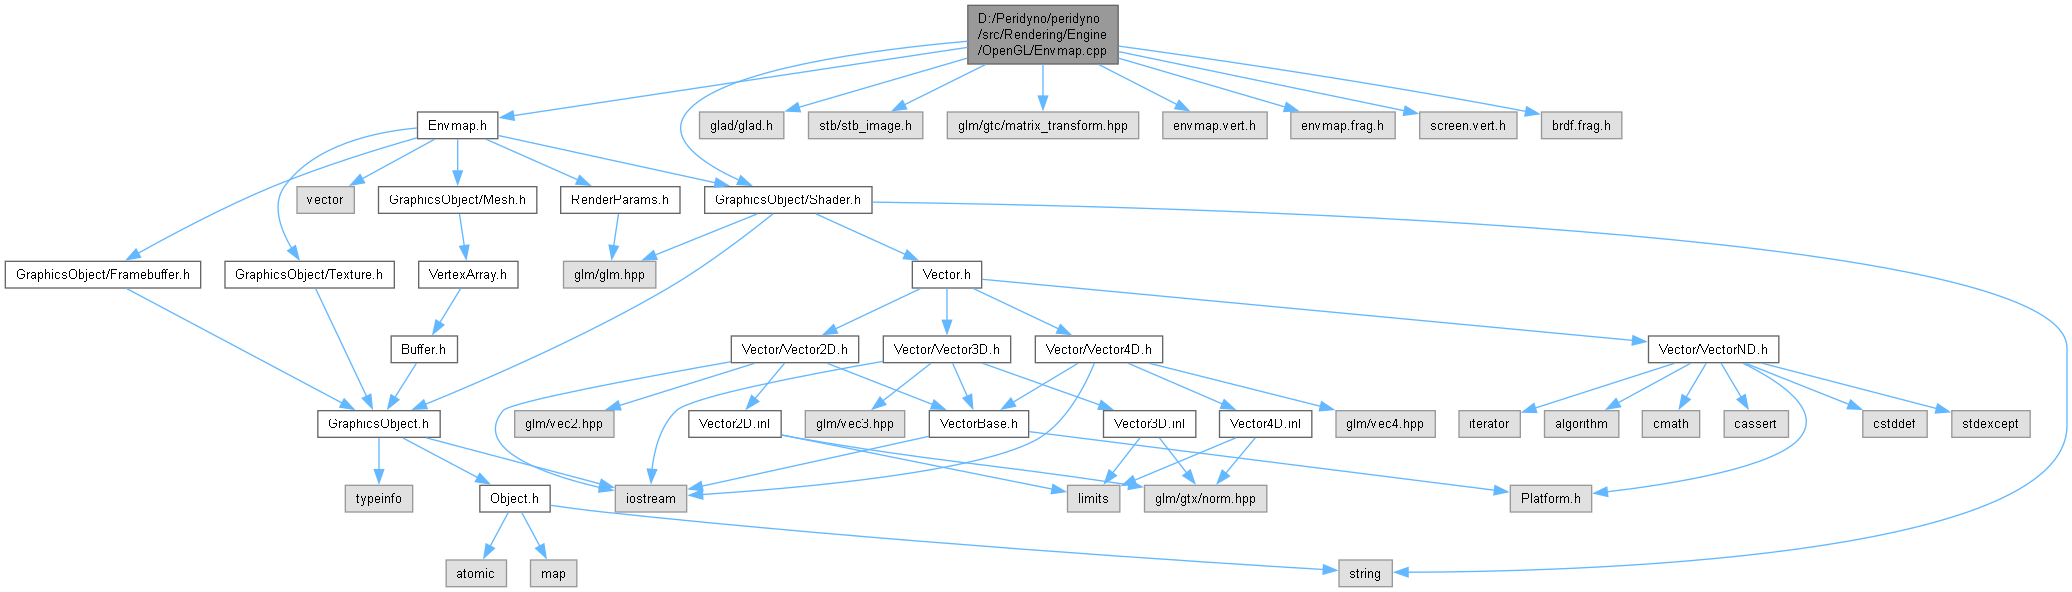 D:/Peridyno/peridyno
/src/Rendering/Engine
/OpenGL/Envmap.cpp
Envmap.h
glad/glad.h
stb/stb_image.h
glm/gtc/matrix_transform.hpp
envmap.vert.h
envmap.frag.h
screen.vert.h
brdf.frag.h
vector
GraphicsObject/Mesh.h
RenderParams.h
GraphicsObject/Shader.h
GraphicsObject/Framebuffer.h
GraphicsObject/Texture.h
VertexArray.h
glm/glm.hpp
Vector.h
Buffer.h
Vector/Vector2D.h
Vector/Vector3D.h
Vector/Vector4D.h
Vector/VectorND.h
GraphicsObject.h
glm/vec2.hpp
Vector2D.inl
glm/vec3.hpp
VectorBase.h
Vector3D.inl
Vector4D.inl
glm/vec4.hpp
iterator
algorithm
cmath
cassert
cstddef
stdexcept
typeinfo
Object.h
iostream
limits
glm/gtx/norm.hpp
Platform.h
atomic
map
string